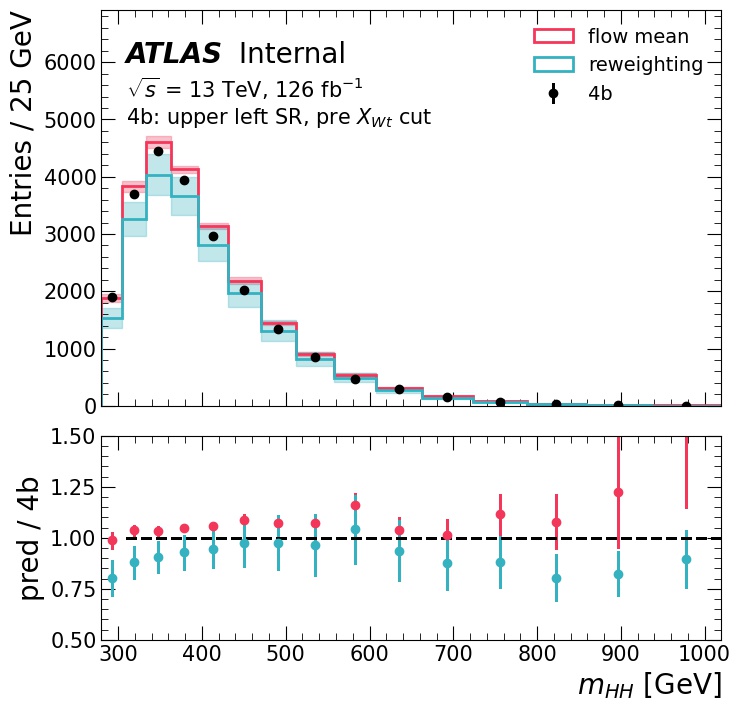 Entries / 25 GeV
ATLAS Internal
√s = 13 TeV, 126 fb⁻¹
4b: upper left SR, pre X_Wt cut
flow mean
reweighting
4b
6000
5000
4000
3000
2000
1000
0
pred / 4b
1.50
1.25
1.00
0.75
0.50
300 400 500 600 700 800 900 1000
m_HH [GeV]